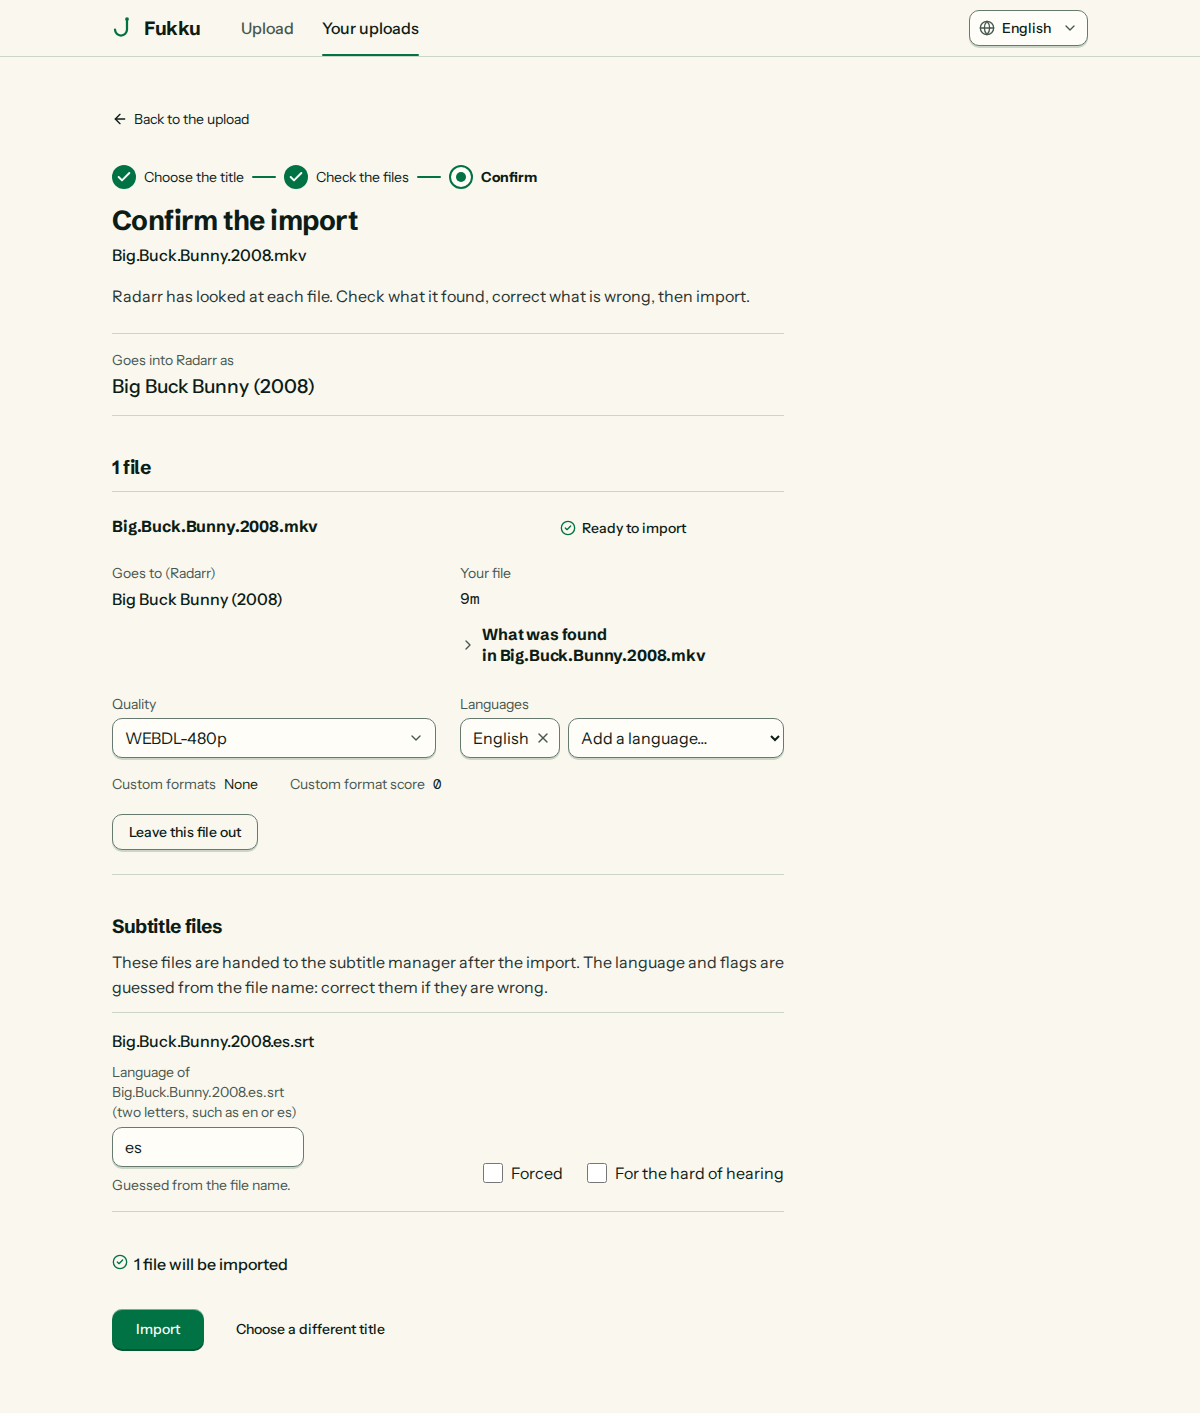 Fukku
Upload
Your uploads
English
Back to the upload
Choose the title
Check the files
Confirm
Confirm the import
Big.Buck.Bunny.2008.mkv
Radarr has looked at each file. Check what it found, correct what is wrong, then import.
Goes into Radarr as
Big Buck Bunny (2008)
1 file
Big.Buck.Bunny.2008.mkv
Ready to import
Goes to (Radarr)
Big Buck Bunny (2008)
Your file
9m
What was found
in Big.Buck.Bunny.2008.mkv
Quality
WEBDL-480p
Languages
English
Add a language...
Custom formats None
Custom format score 0
Leave this file out
Subtitle files
These files are handed to the subtitle manager after the import. The language and flags are
guessed from the file name: correct them if they are wrong.
Big.Buck.Bunny.2008.es.srt
Language of
Big.Buck.Bunny.2008.es.srt
(two letters, such as en or es)
es
Guessed from the file name.
Forced
For the hard of hearing
1 file will be imported
Import
Choose a different title